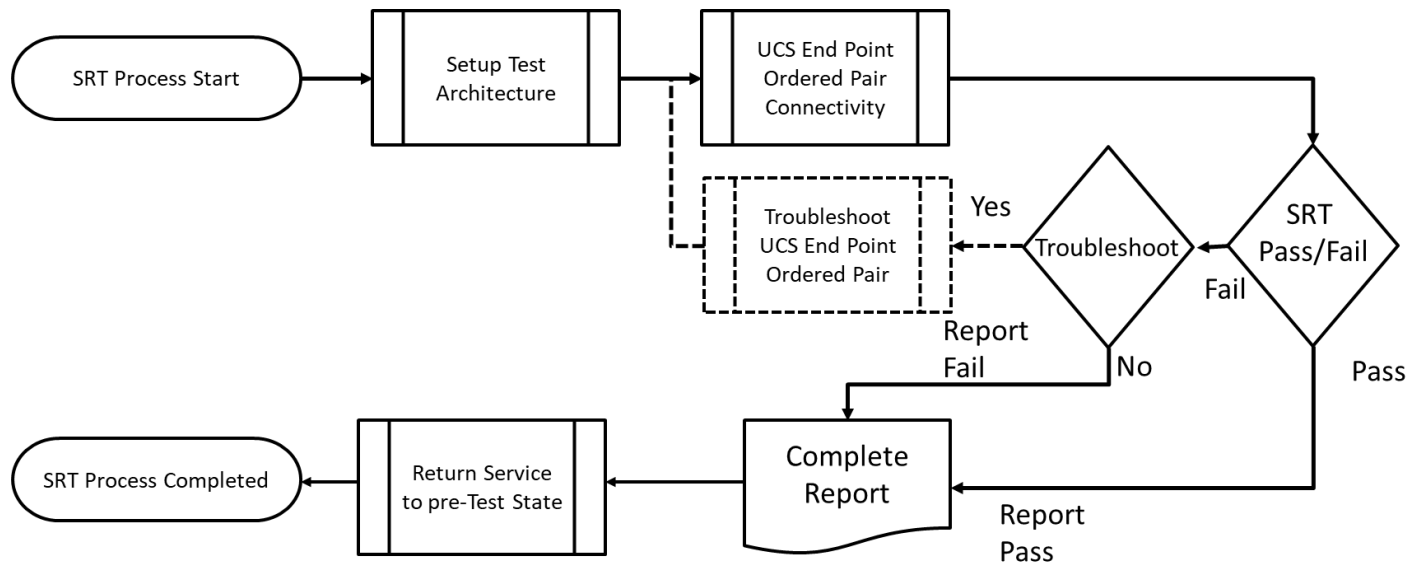 SRT Process Start
Setup Test
Architecture
UCS End Point
Ordered Pair
Connectivity
Troubleshoot
UCS End Point
Ordered Pair
Yes
Troubleshoot
SRT
Pass/Fail
Fail
Report
Fail
No
Pass
SRT Process Completed
Return Service
to pre-Test State
Complete
Report
Report
Pass